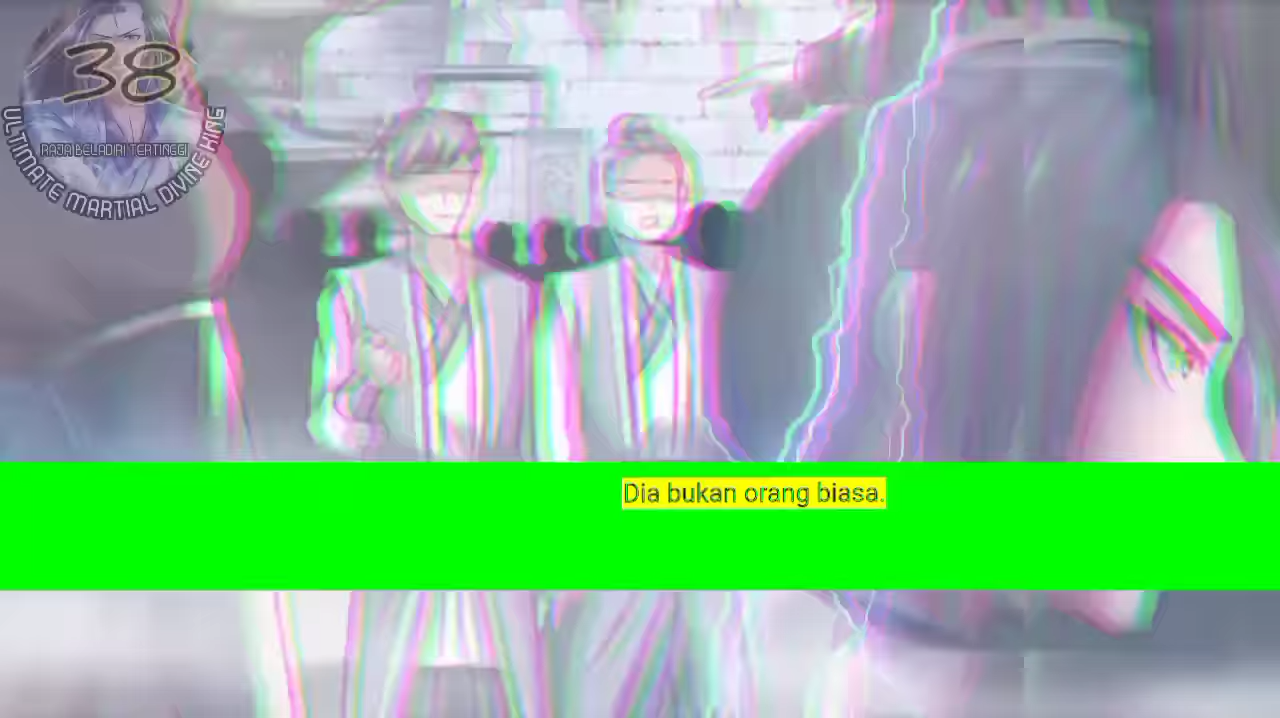 38
RAJA BELADIRI TERTINGGI
ULTIMATE MARTIAL DIVINE KING
Dia bukan orang biasa.